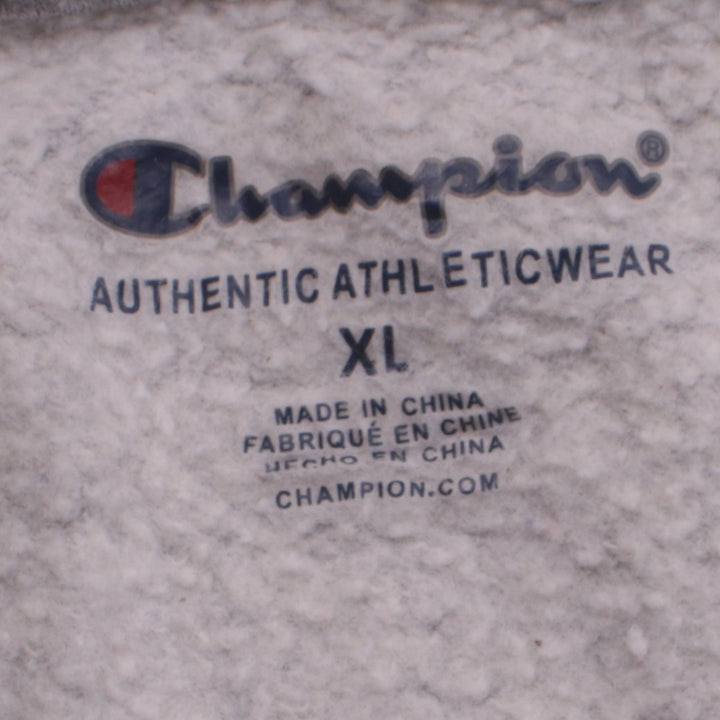 Champion®
AUTHENTIC ATHLETICWEAR
XL
MADE IN CHINA
FABRIQUÉ EN CHINE
HECHO EN CHINA
CHAMPION.COM